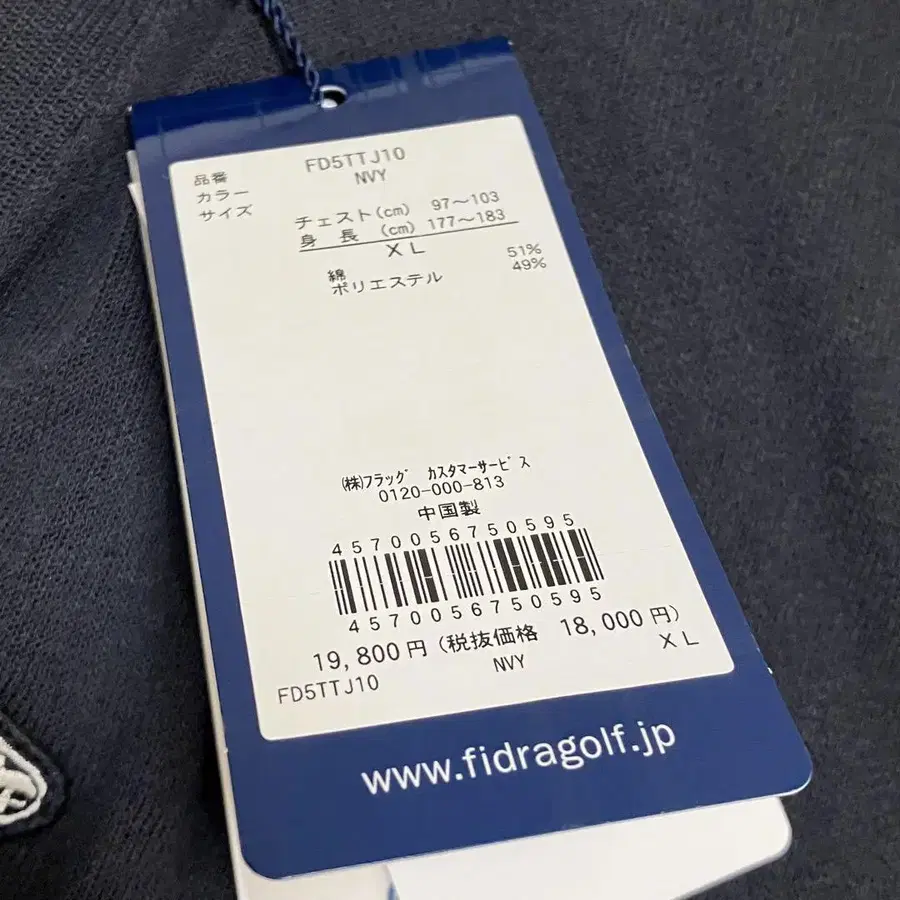 品番 FD5TTJ10
カラー NVY
サイズ
チェスト(cm) 97～103
身 長 (cm) 177～183
XL
綿 51%
ポリエステル 49%
(株)ﾌﾗｯｸﾞ ｶｽﾀﾏｰｻｰﾋﾞｽ
0120-000-813
中国製
4570056750595
4570056750595
19,800円(税抜価格 18,000円)
FD5TTJ10 NVY XL
www.fidragolf.jp